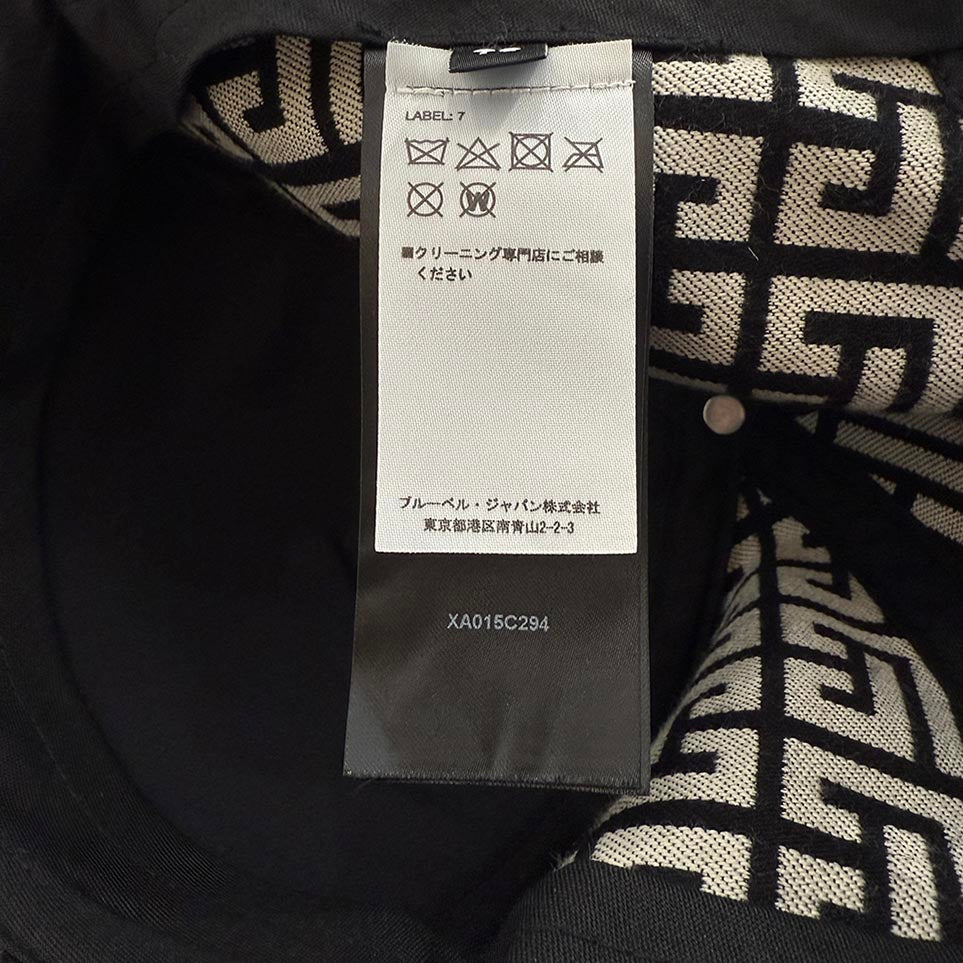 LABEL: 7
W
■クリーニング専門店にご相談
ください
ブルーベル・ジャパン株式会社
東京都港区南青山2-2-3
XA015C294